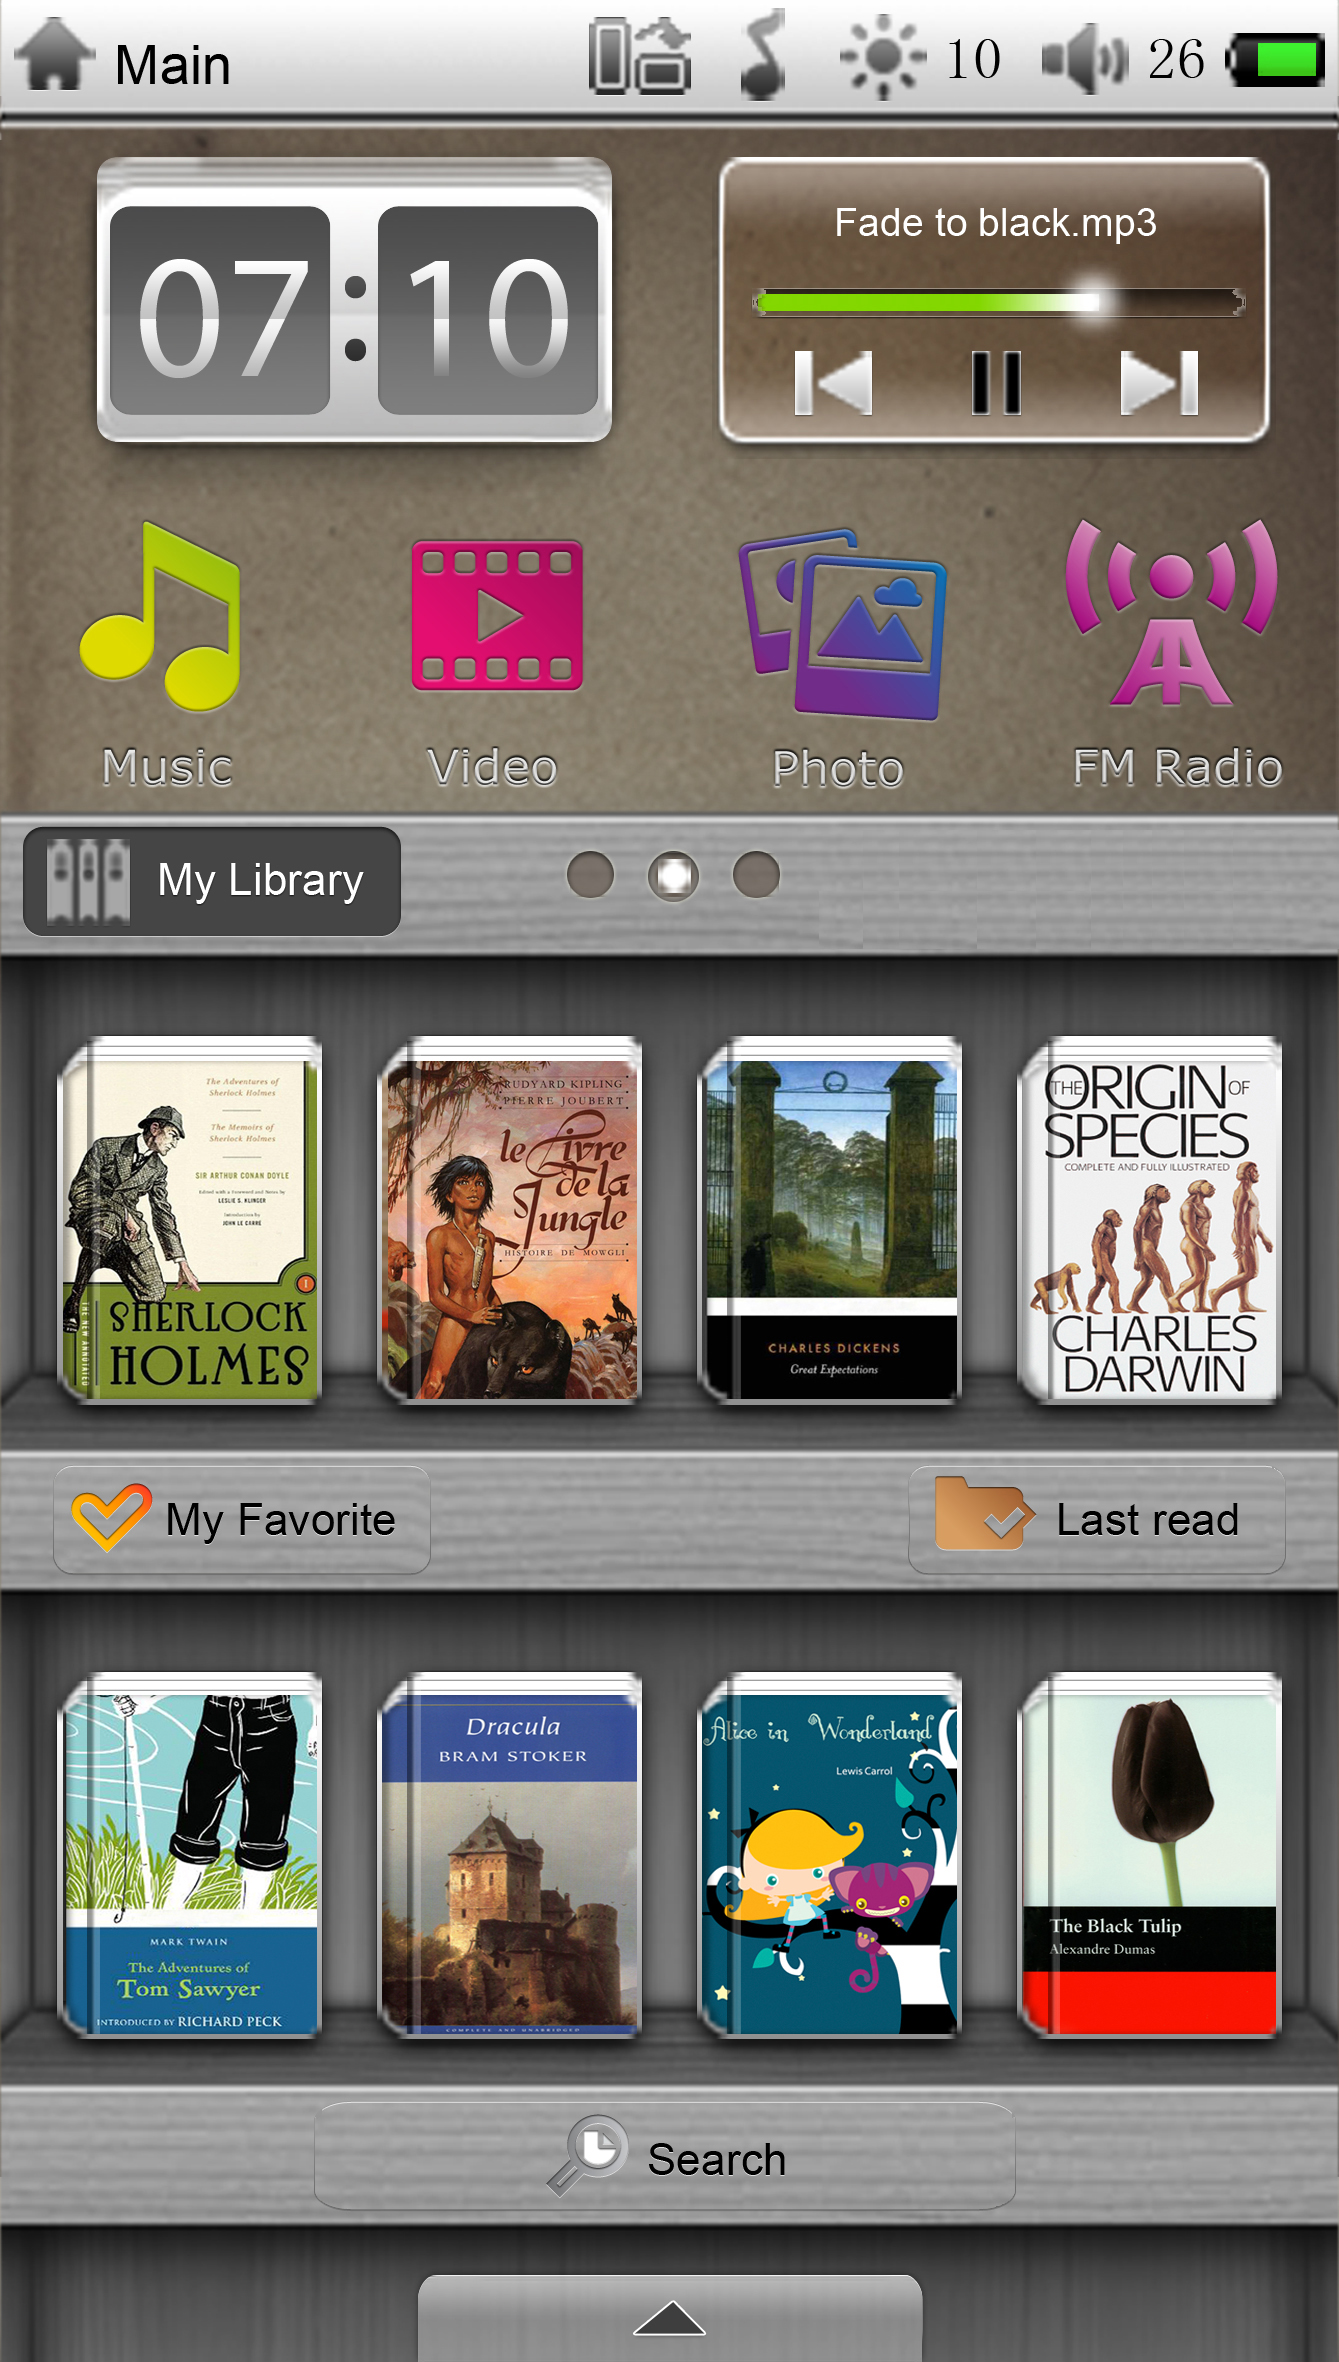 Main
10
26
07:10
Fade to black.mp3
Music
Video
Photo
FM Radio
My Library
The Adventures of
Sherlock Holmes
The Memoirs of
Sherlock Holmes
SIR ARTHUR CONAN DOYLE
Edited with a Foreword and Notes by
LESLIE S. KLINGER
Introduction by
JOHN LE CARRÉ
1
SHERLOCK
HOLMES
THE NEW ANNOTATED
RUDYARD KIPLING
PIERRE JOUBERT
le Livre
de la
Jungle
HISTOIRE DE MOWGLI
CHARLES DICKENS
Great Expectations
THE ORIGIN OF
SPECIES
COMPLETE AND FULLY ILLUSTRATED
CHARLES
DARWIN
My Favorite
Last read
MARK TWAIN
The Adventures of
Tom Sawyer
INTRODUCED BY RICHARD PECK
Dracula
BRAM STOKER
COMPLETE AND UNABRIDGED
Alice in Wonderland
Lewis Carrol
The Black Tulip
Alexandre Dumas
Search